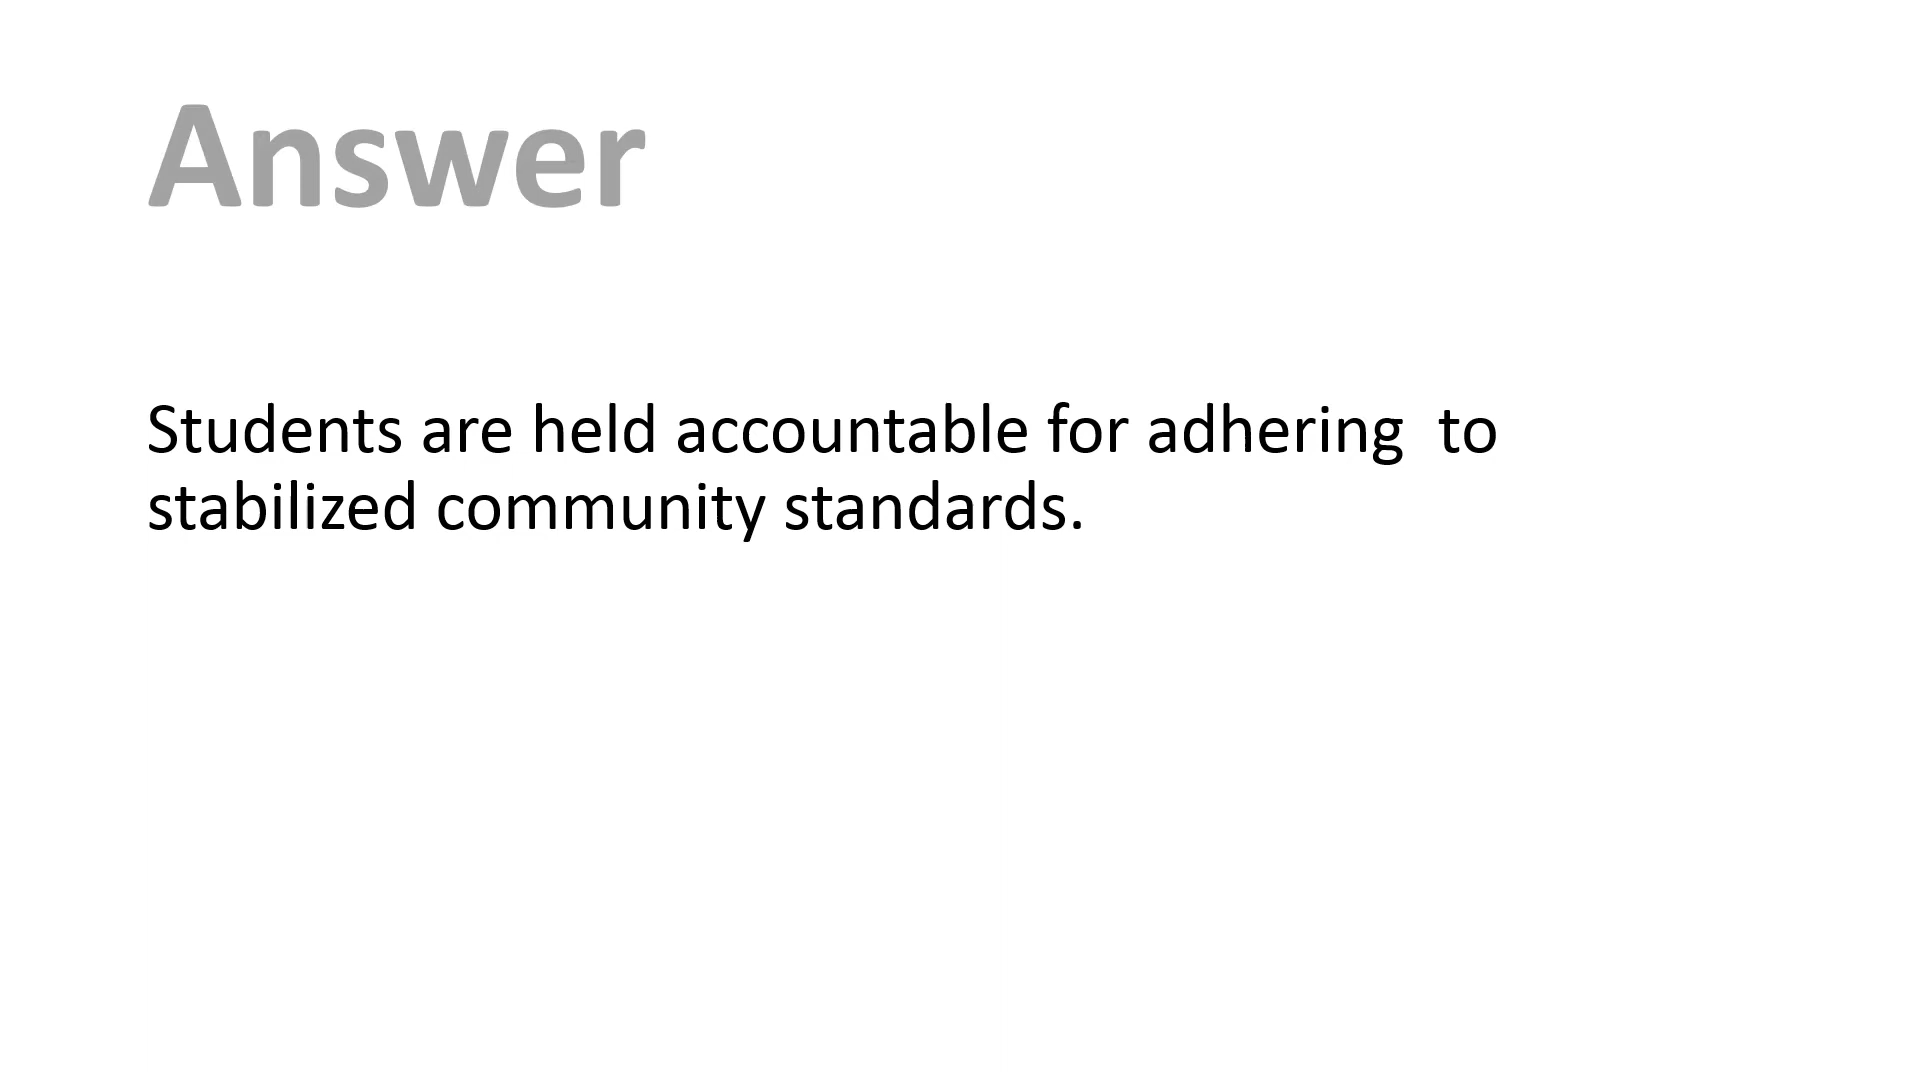 Answer
Students are held accountable for adhering  to
stabilized community standards.